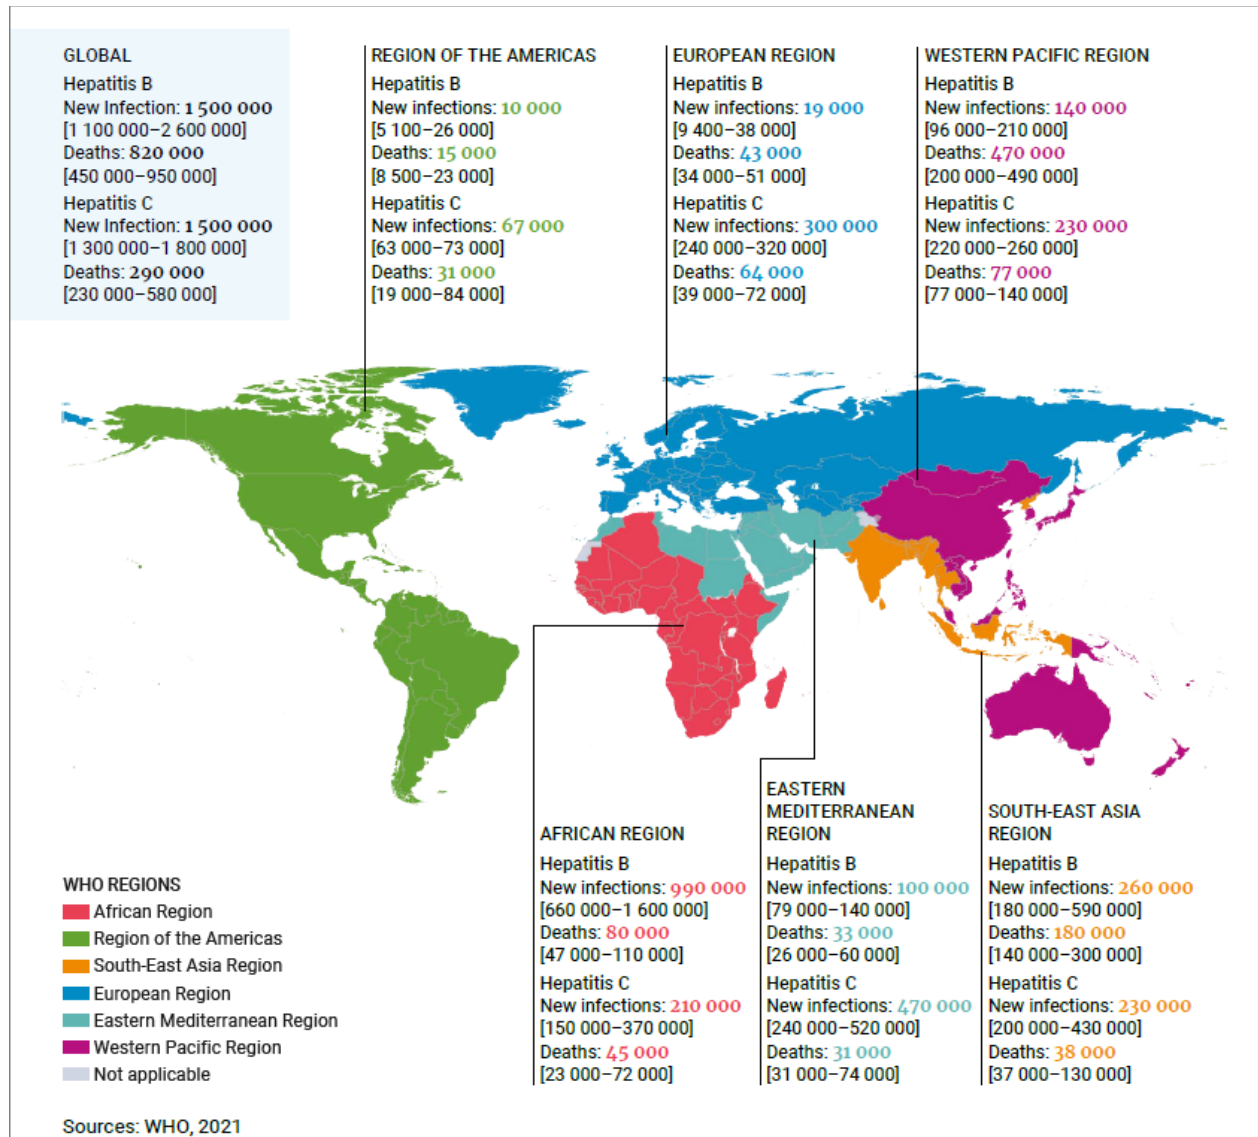 GLOBAL
Hepatitis B
New Infection: 1 500 000
[1 100 000–2 600 000]
Deaths: 820 000
[450 000–950 000]
Hepatitis C
New Infection: 1 500 000
[1 300 000–1 800 000]
Deaths: 290 000
[230 000–580 000]
REGION OF THE AMERICAS
Hepatitis B
New infections: 10 000
[5 100–26 000]
Deaths: 15 000
[8 500–23 000]
Hepatitis C
New infections: 67 000
[63 000–73 000]
Deaths: 31 000
[19 000–84 000]
EUROPEAN REGION
Hepatitis B
New infections: 19 000
[9 400–38 000]
Deaths: 43 000
[34 000–51 000]
Hepatitis C
New infections: 300 000
[240 000–320 000]
Deaths: 64 000
[39 000–72 000]
WESTERN PACIFIC REGION
Hepatitis B
New infections: 140 000
[96 000–210 000]
Deaths: 470 000
[200 000–490 000]
Hepatitis C
New infections: 230 000
[220 000–260 000]
Deaths: 77 000
[77 000–140 000]
AFRICAN REGION
Hepatitis B
New infections: 990 000
[660 000–1 600 000]
Deaths: 80 000
[47 000–110 000]
Hepatitis C
New infections: 210 000
[150 000–370 000]
Deaths: 45 000
[23 000–72 000]
EASTERN
MEDITERRANEAN
REGION
Hepatitis B
New infections: 100 000
[79 000–140 000]
Deaths: 33 000
[26 000–60 000]
Hepatitis C
New infections: 470 000
[240 000–520 000]
Deaths: 31 000
[31 000–74 000]
SOUTH-EAST ASIA
REGION
Hepatitis B
New infections: 260 000
[180 000–590 000]
Deaths: 180 000
[140 000–300 000]
Hepatitis C
New infections: 230 000
[200 000–430 000]
Deaths: 38 000
[37 000–130 000]
WHO REGIONS
African Region
Region of the Americas
South-East Asia Region
European Region
Eastern Mediterranean Region
Western Pacific Region
Not applicable
Sources: WHO, 2021